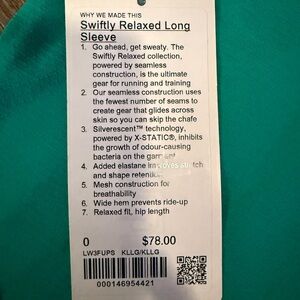 WHY WE MADE THIS
Swiftly Relaxed Long
Sleeve
1. Go ahead, get sweaty. The
Swiftly Relaxed collection,
powered by seamless
construction, is the ultimate
gear for running and training
2. Our seamless construction uses
the fewest number of seams to
create gear that glides across
skin so you can skip the chafe
3. Silverescent™ technology,
powered by X-STATIC®, inhibits
the growth of odour-causing
bacteria on the garment
4. Added elastane improves stretch
and shape retention
5. Mesh construction for
breathability
6. Wide hem prevents ride-up
7. Relaxed fit, hip length
0 $78.00
LW3FUPS KLLG/KLLG
000146954421